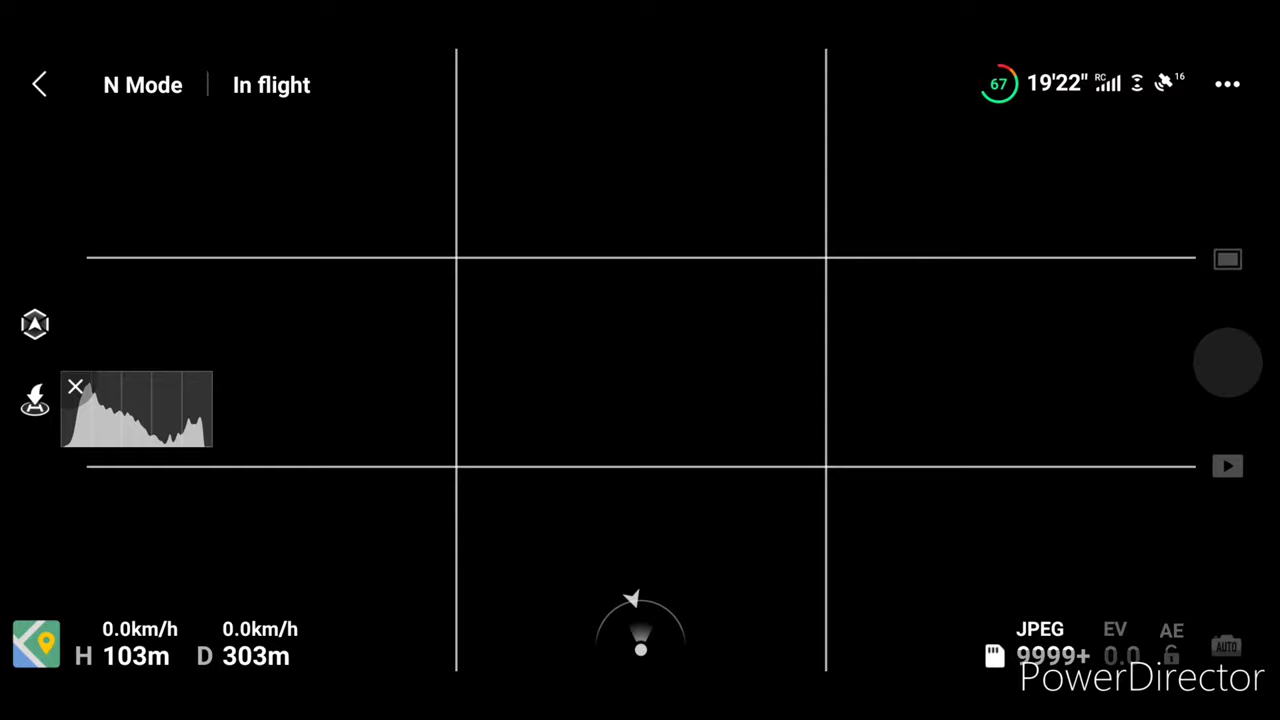 N Mode In flight
67 19'22" RC 16
0.0km/h 0.0km/h
H 103m D 303m
JPEG EV AE
9999+ 0.0 AUTO
PowerDirector